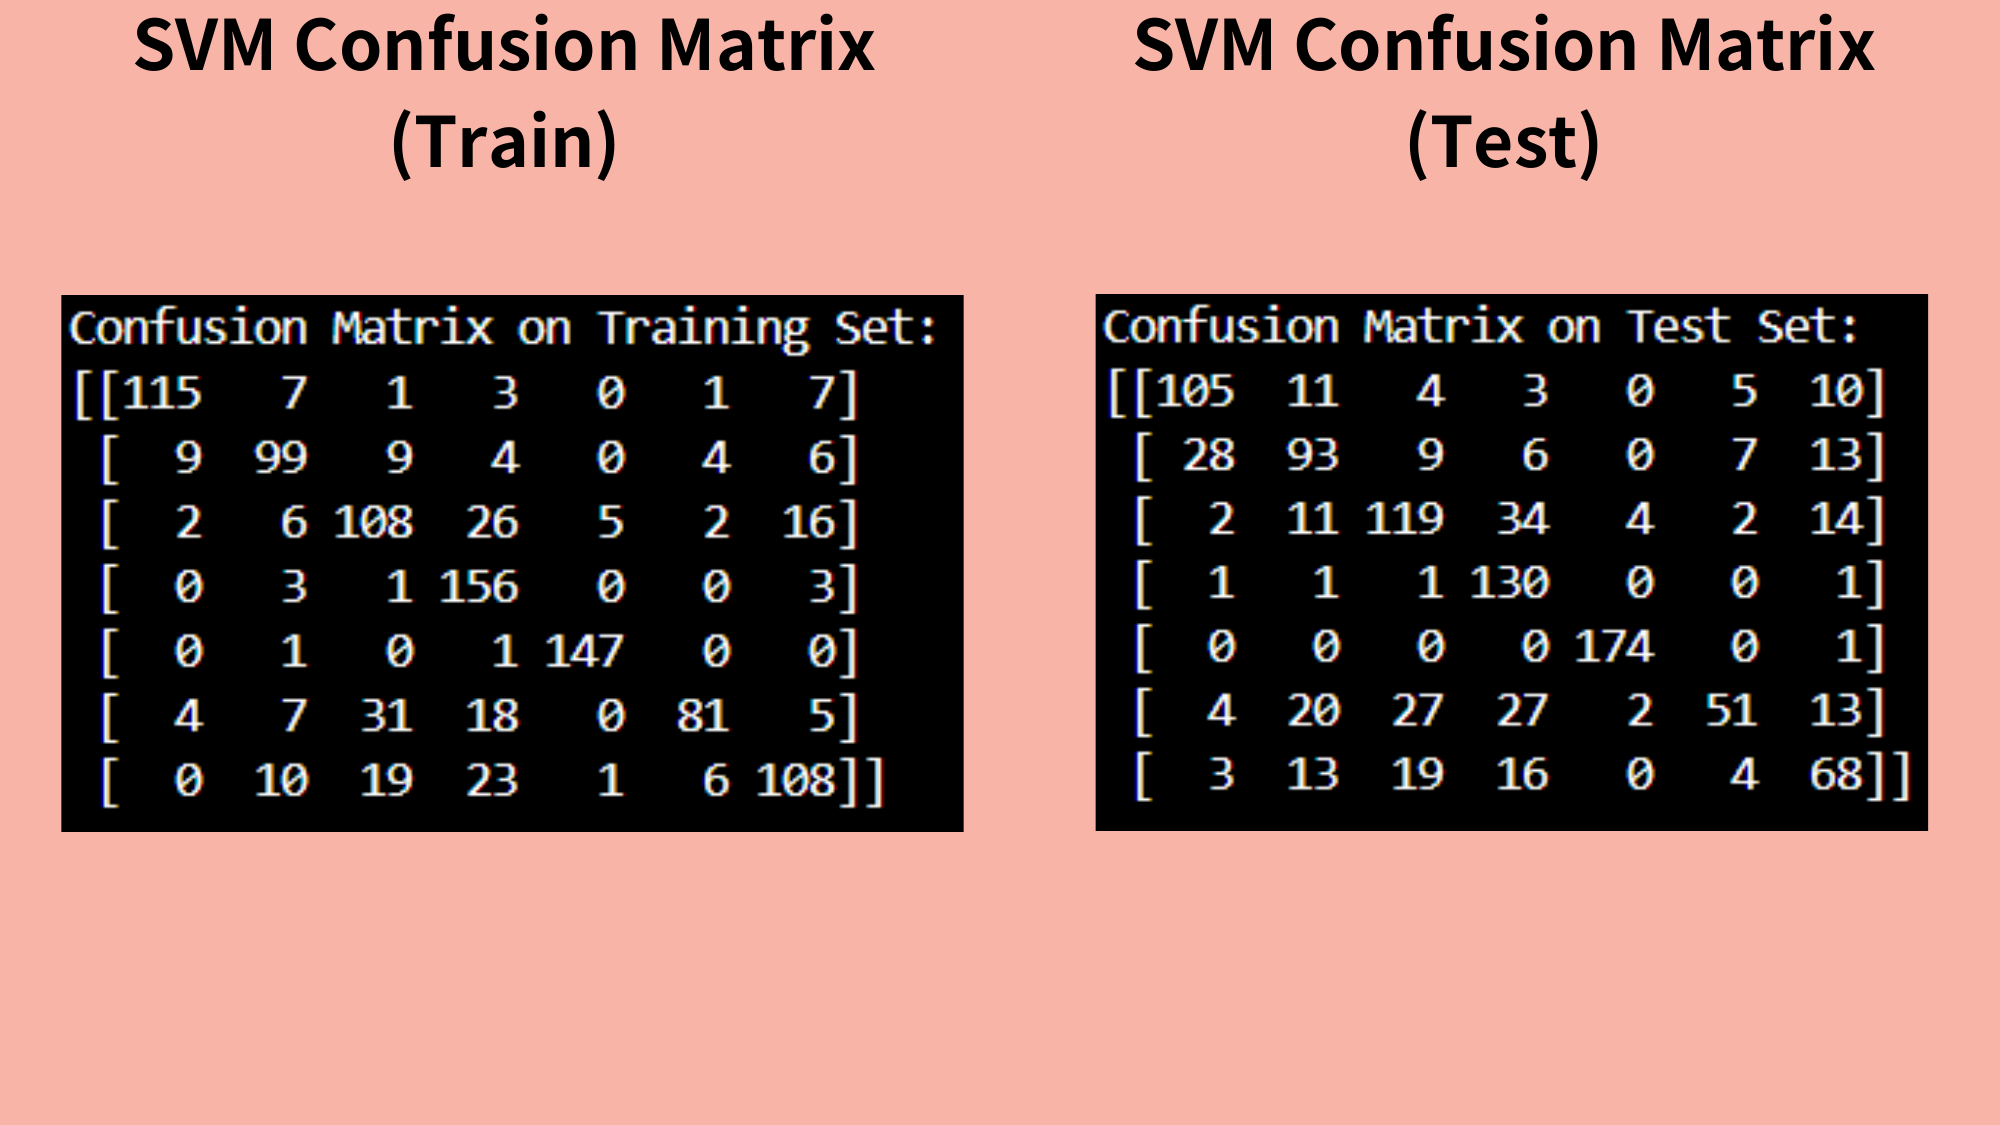 SVM Confusion Matrix
(Train)
Confusion Matrix on Training Set:
[[115 7 1 3 0 1 7]
[ 9 99 9 4 0 4 6]
[ 2 6 108 26 5 2 16]
[ 0 3 1 156 0 0 3]
[ 0 1 0 1 147 0 0]
[ 4 7 31 18 0 81 5]
[ 0 10 19 23 1 6 108]]
SVM Confusion Matrix
(Test)
Confusion Matrix on Test Set:
[[105 11 4 3 0 5 10]
[ 28 93 9 6 0 7 13]
[ 2 11 119 34 4 2 14]
[ 1 1 1 130 0 0 1]
[ 0 0 0 0 174 0 1]
[ 4 20 27 27 2 51 13]
[ 3 13 19 16 0 4 68]]